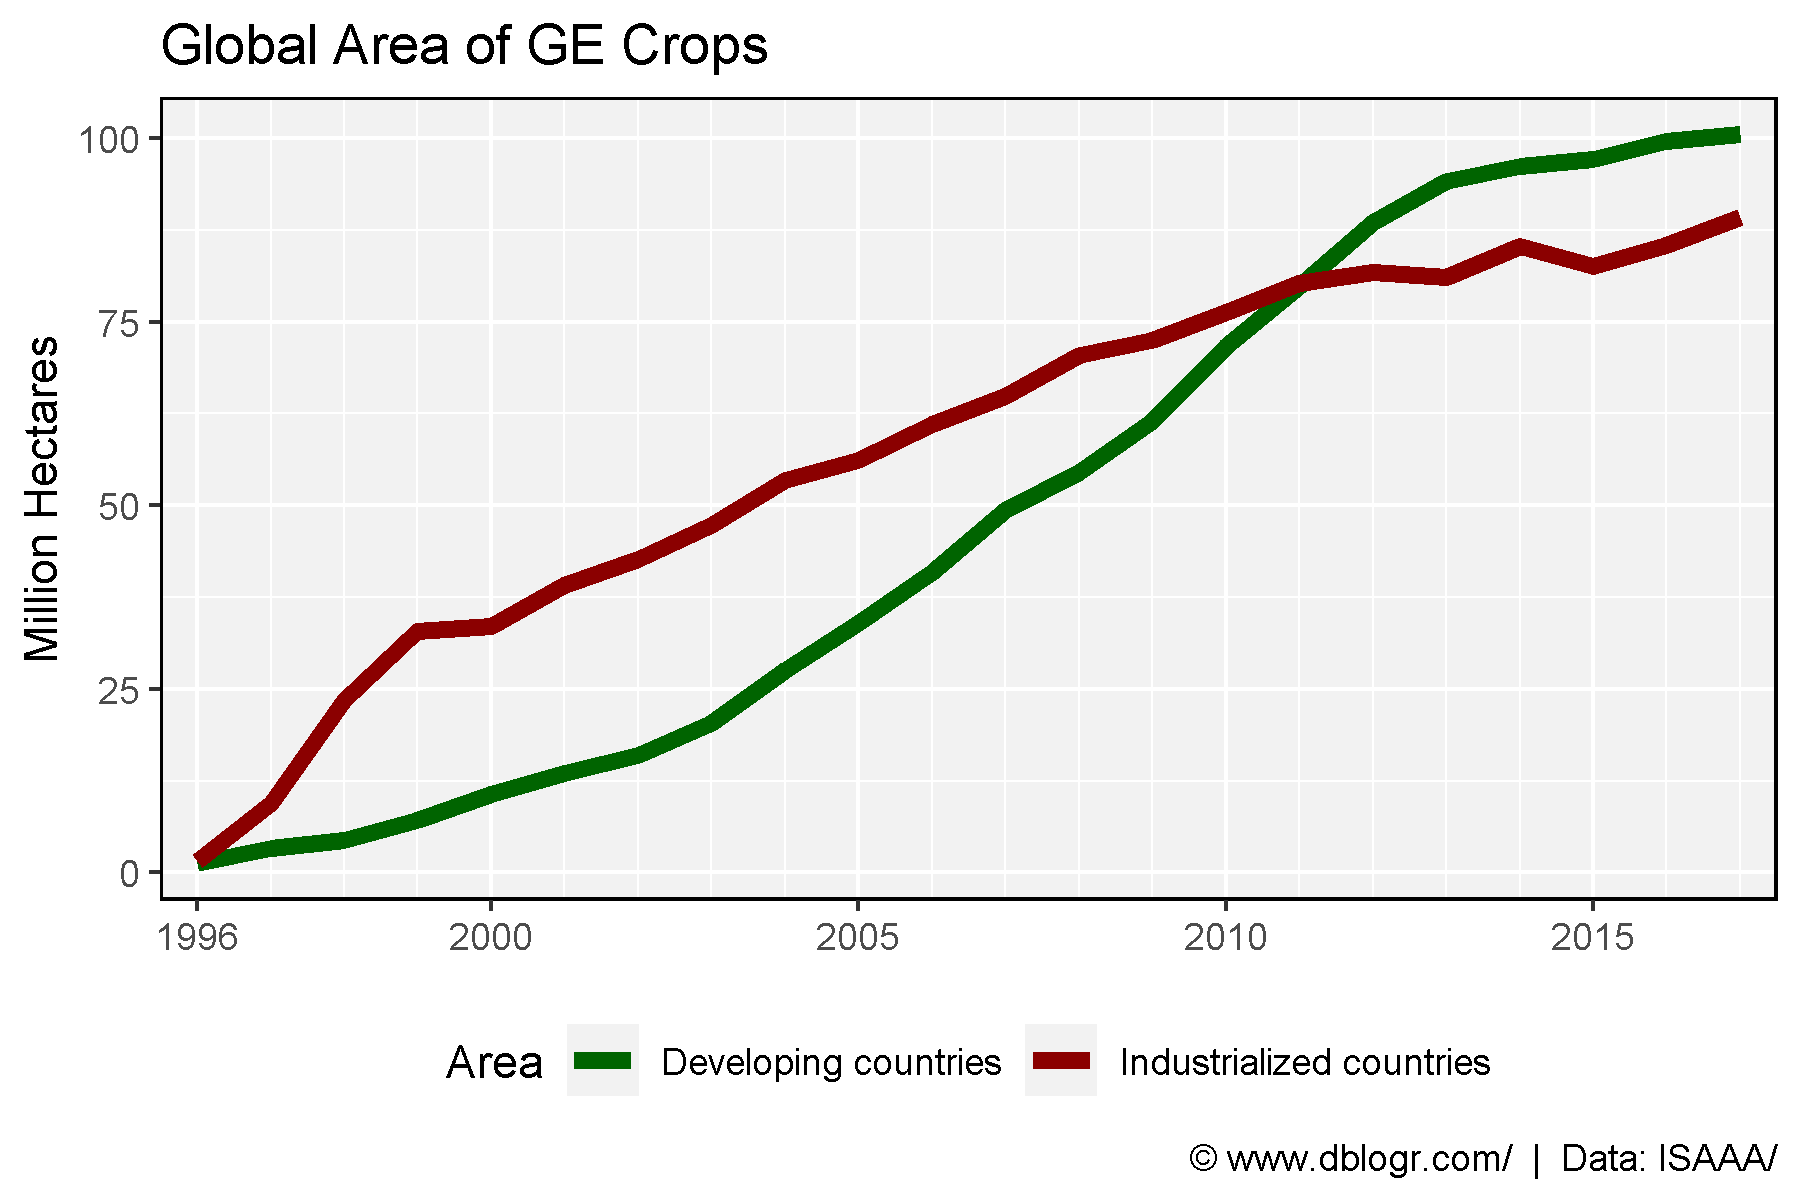 Global Area of GE Crops
Million Hectares
100
75
50
25
0
1996 2000 2005 2010 2015
Area Developing countries Industrialized countries
© www.dblogr.com/ | Data: ISAAA/